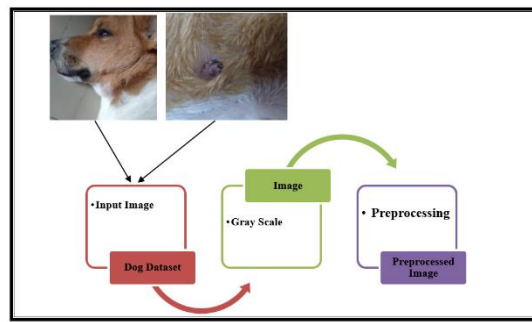 • Input Image
Dog Dataset
Image
• Gray Scale
• Preprocessing
Preprocessed
Image